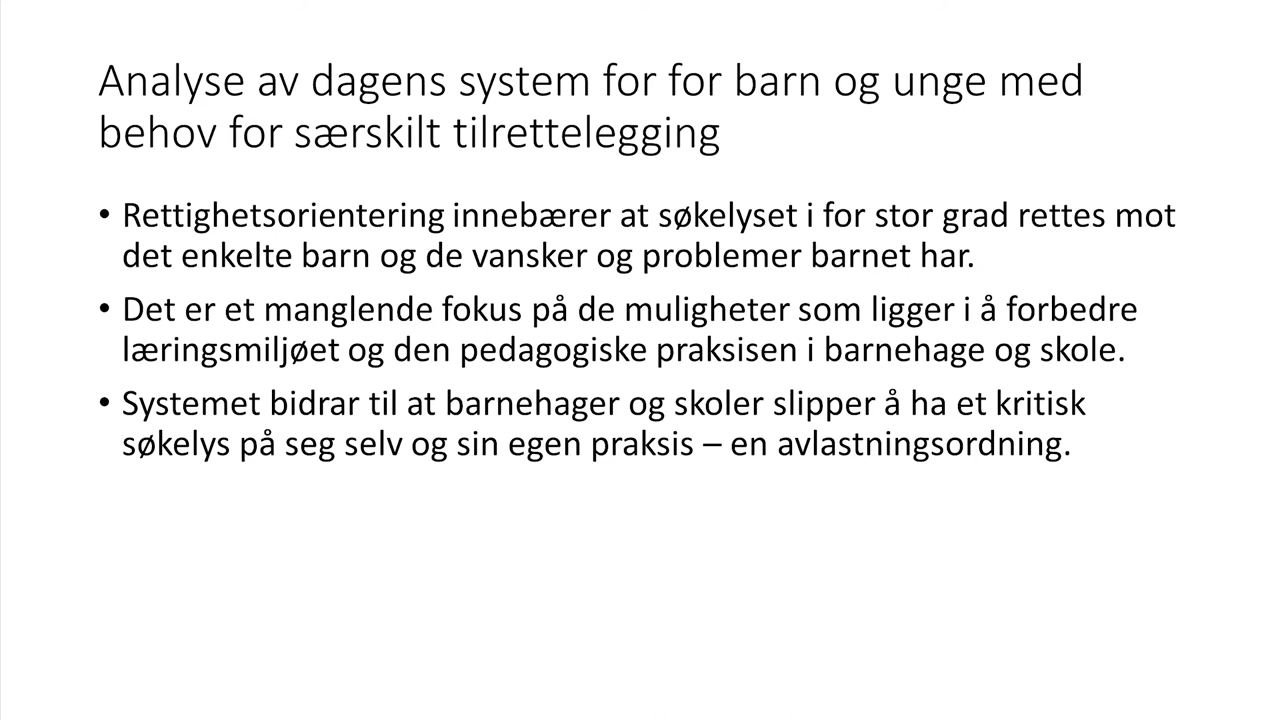 Analyse av dagens system for for barn og unge med
behov for særskilt tilrettelegging
• Rettighetsorientering innebærer at søkelyset i for stor grad rettes mot
det enkelte barn og de vansker og problemer barnet har.
• Det er et manglende fokus på de muligheter som ligger i å forbedre
læringsmiljøet og den pedagogiske praksisen i barnehage og skole.
• Systemet bidrar til at barnehager og skoler slipper å ha et kritisk
søkelys på seg selv og sin egen praksis – en avlastningsordning.